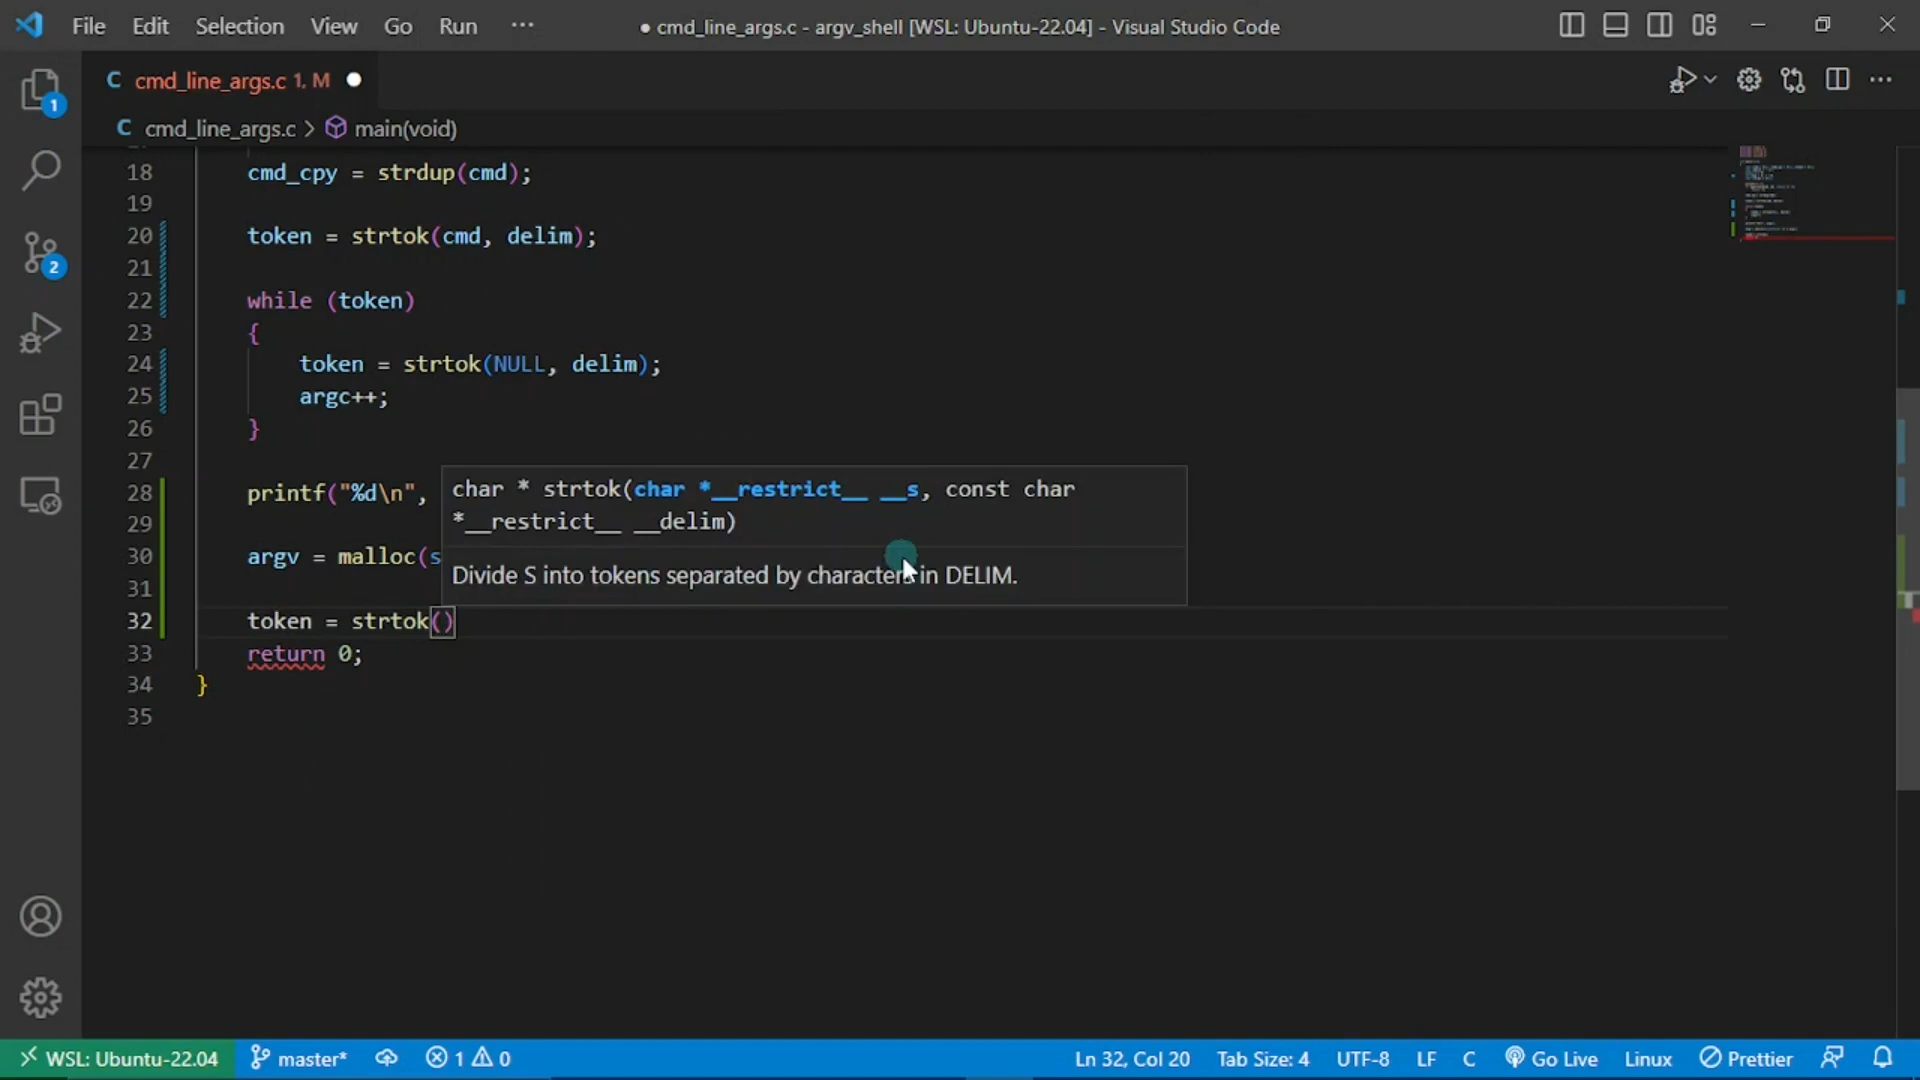 File Edit Selection View Go Run ··· ● cmd_line_args.c - argv_shell [WSL: Ubuntu-22.04] - Visual Studio Code
C cmd_line_args.c 1, M ●
C cmd_line_args.c > main(void)
1
2
18 cmd_cpy = strdup(cmd);
19
20 token = strtok(cmd, delim);
21
22 while (token)
23 {
24 token = strtok(NULL, delim);
25 argc++;
26 }
27
28 printf("%d\n",
29
30 argv = malloc(s
31
char * strtok(char *__restrict__ __s, const char
*__restrict__ __delim)
Divide S into tokens separated by characters in DELIM.
32 token = strtok()
33 return 0;
34 }
35
WSL: Ubuntu-22.04 master* 1 0 Ln 32, Col 20 Tab Size: 4 UTF-8 LF C Go Live Linux Prettier